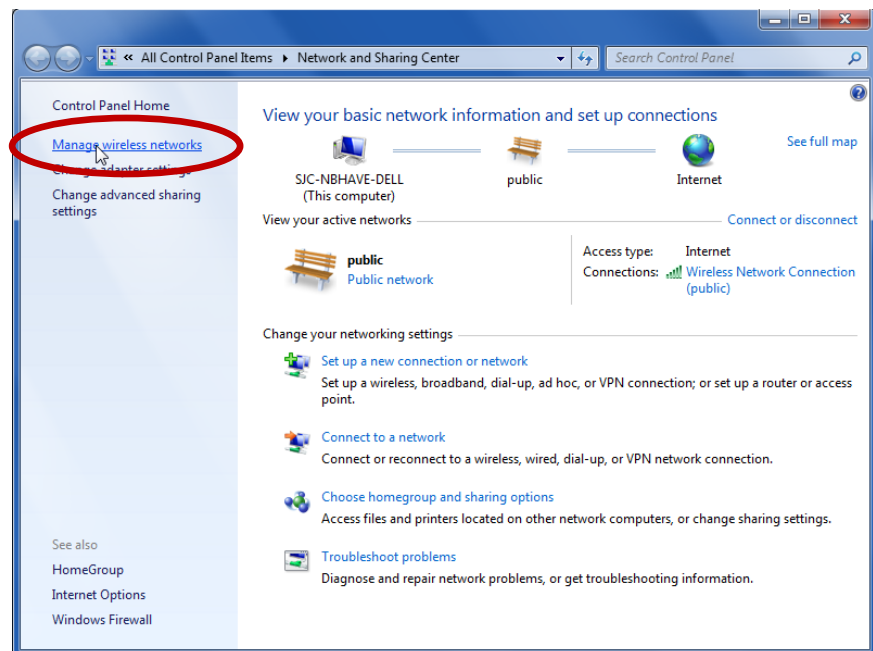 « All Control Panel Items ▸ Network and Sharing Center
Search Control Panel
Control Panel Home
Manage wireless networks
Change adapter settings
Change advanced sharing
settings
See also
HomeGroup
Internet Options
Windows Firewall
View your basic network information and set up connections
See full map
SJC-NBHAVE-DELL
(This computer)
public
Internet
View your active networks
Connect or disconnect
public
Public network
Access type: Internet
Connections: Wireless Network Connection
(public)
Change your networking settings
Set up a new connection or network
Set up a wireless, broadband, dial-up, ad hoc, or VPN connection; or set up a router or access
point.
Connect to a network
Connect or reconnect to a wireless, wired, dial-up, or VPN network connection.
Choose homegroup and sharing options
Access files and printers located on other network computers, or change sharing settings.
Troubleshoot problems
Diagnose and repair network problems, or get troubleshooting information.